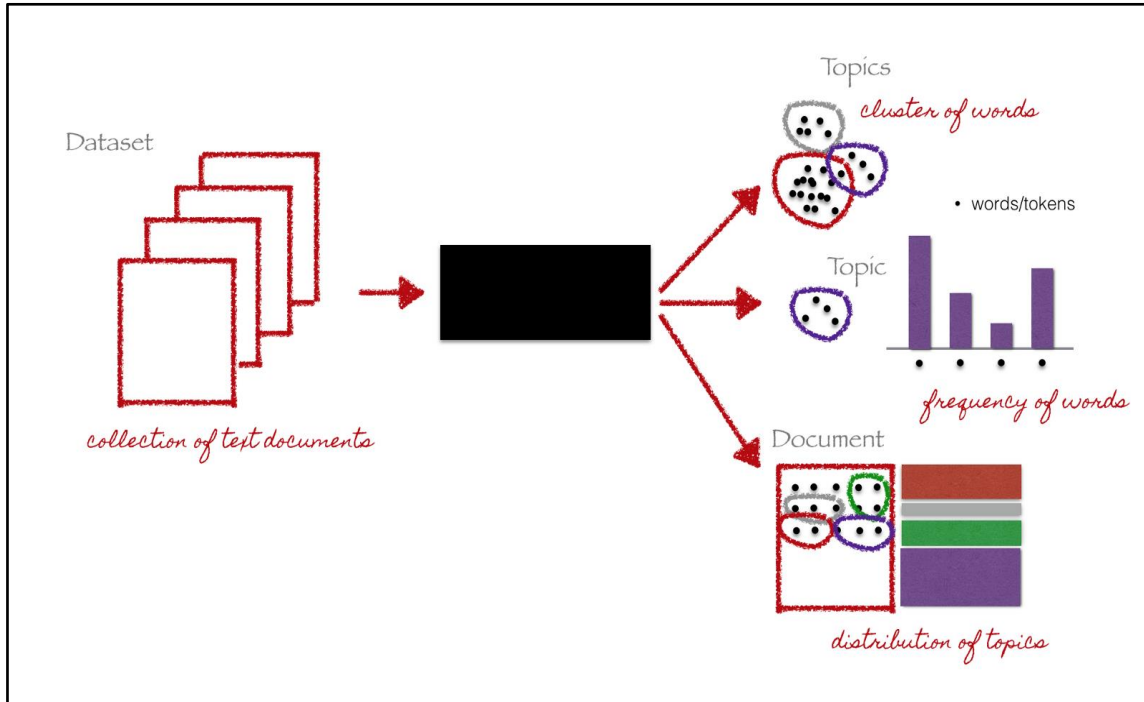 Dataset
collection of text documents
Topics
cluster of words
• words/tokens
Topic
frequency of words
Document
distribution of topics